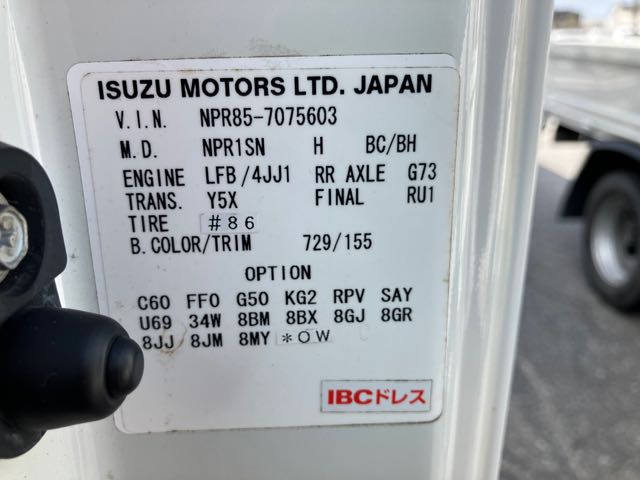 ISUZU MOTORS LTD. JAPAN
V.I.N. NPR85-7075603
M.D. NPR1SN H BC/BH
ENGINE LFB/4JJ1 RR AXLE G73
TRANS. Y5X FINAL RU1
TIRE #86
B.COLOR/TRIM 729/155
OPTION
C60 FF0 G50 KG2 RPV SAY
U69 34W 8BM 8BX 8GJ 8GR
8JJ 8JM 8MY *OW
IBCドレス